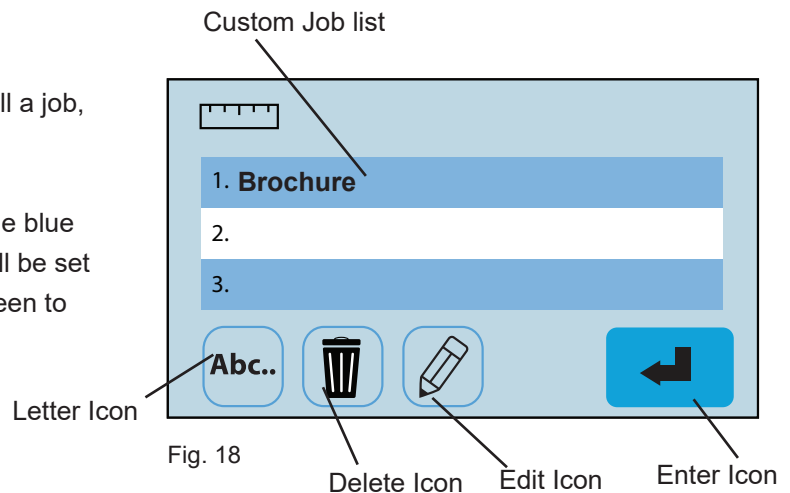 Custom Job list
ll a job,
e blue
ll be set
een to
1. Brochure
2.
3.
Abc..
Letter Icon
Fig. 18
Delete Icon
Edit Icon
Enter Icon